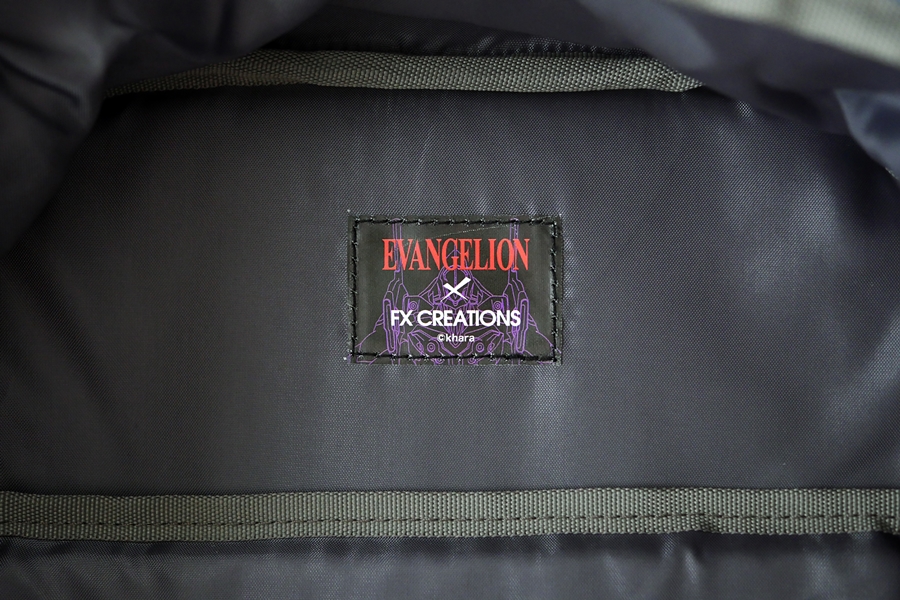 EVANGELION
X
FX CREATIONS
©khara